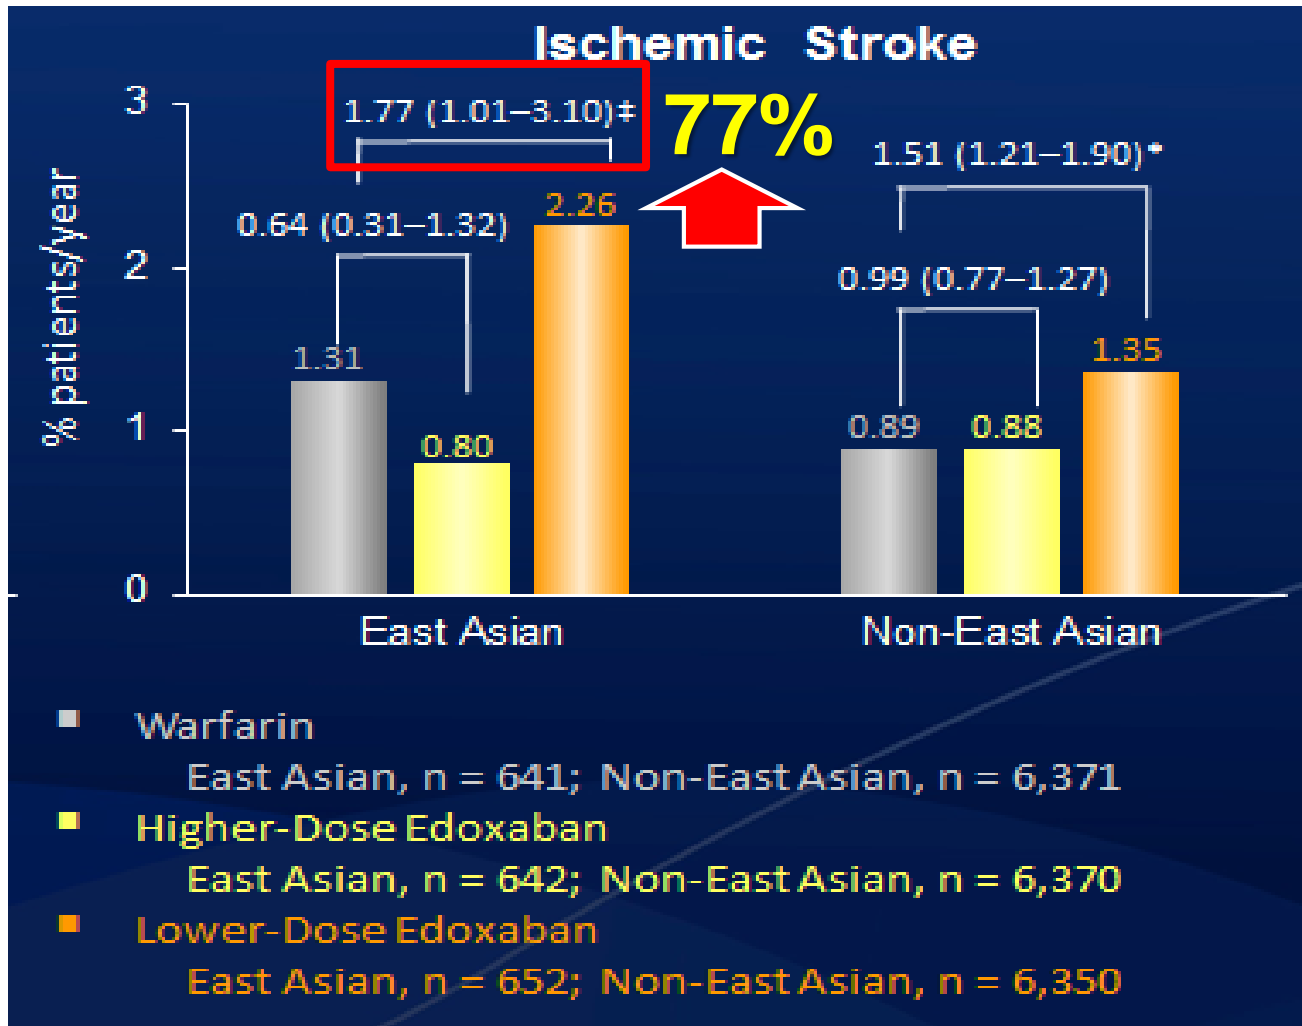 Ischemic Stroke
3
1.77 (1.01–3.10)‡
77%
1.51 (1.21–1.90)*
2.26
0.64 (0.31–1.32)
2
0.99 (0.77–1.27)
1.31
1.35
% patients/year
1
0.80
0.89
0.88
0
East Asian
Non-East Asian
Warfarin
East Asian, n = 641; Non-East Asian, n = 6,371
Higher-Dose Edoxaban
East Asian, n = 642; Non-East Asian, n = 6,370
Lower-Dose Edoxaban
East Asian, n = 652; Non-East Asian, n = 6,350